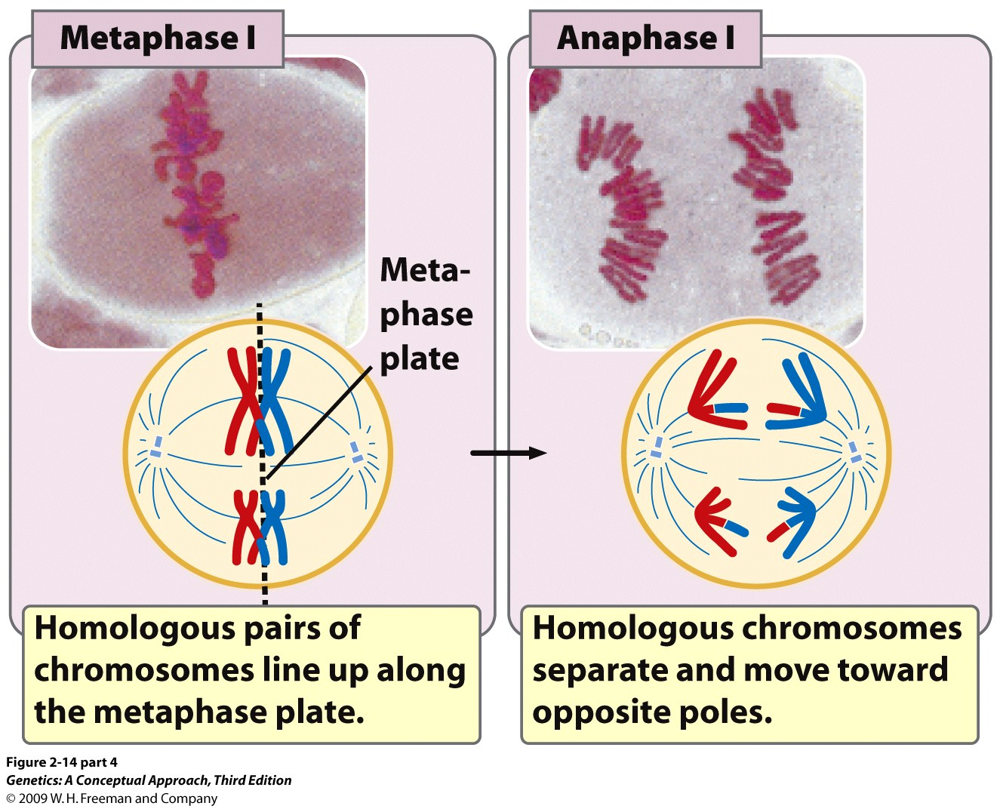 Metaphase I
Meta-
phase
plate
Homologous pairs of
chromosomes line up along
the metaphase plate.
Anaphase I
Homologous chromosomes
separate and move toward
opposite poles.
Figure 2-14 part 4
Genetics: A Conceptual Approach, Third Edition
© 2009 W. H. Freeman and Company